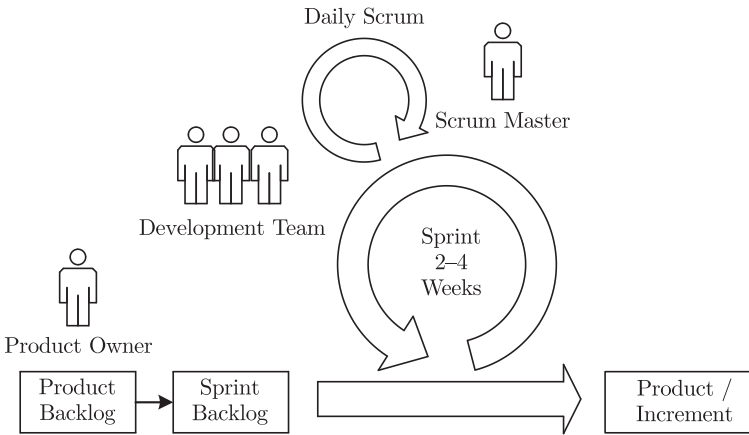 Daily Scrum
Scrum Master
Development Team
Sprint
2–4
Weeks
Product Owner
Product
Backlog
Sprint
Backlog
Product /
Increment